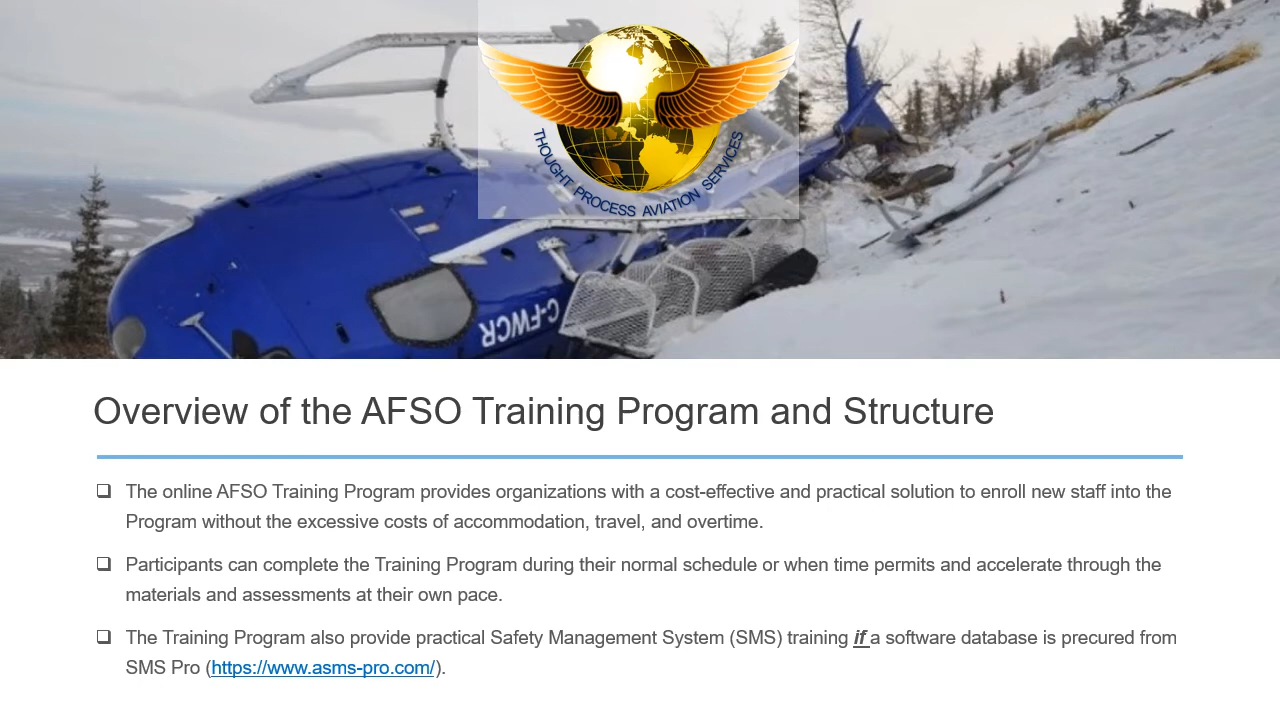 THOUGHT PROCESS AVIATION SERVICES
C-FWCR
Overview of the AFSO Training Program and Structure
The online AFSO Training Program provides organizations with a cost-effective and practical solution to enroll new staff into the
Program without the excessive costs of accommodation, travel, and overtime.
Participants can complete the Training Program during their normal schedule or when time permits and accelerate through the
materials and assessments at their own pace.
The Training Program also provide practical Safety Management System (SMS) training if a software database is precured from
SMS Pro (https://www.asms-pro.com/).